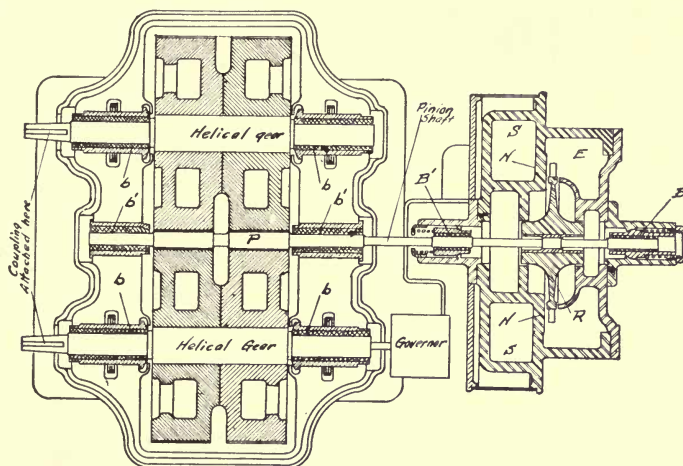 Helical gear
Pinion
Shaft
S
N
E
b
b
b'
b'
B'
B
P
Coupling
Attached here
b
b
N
R
Helical Gear
Governor
S